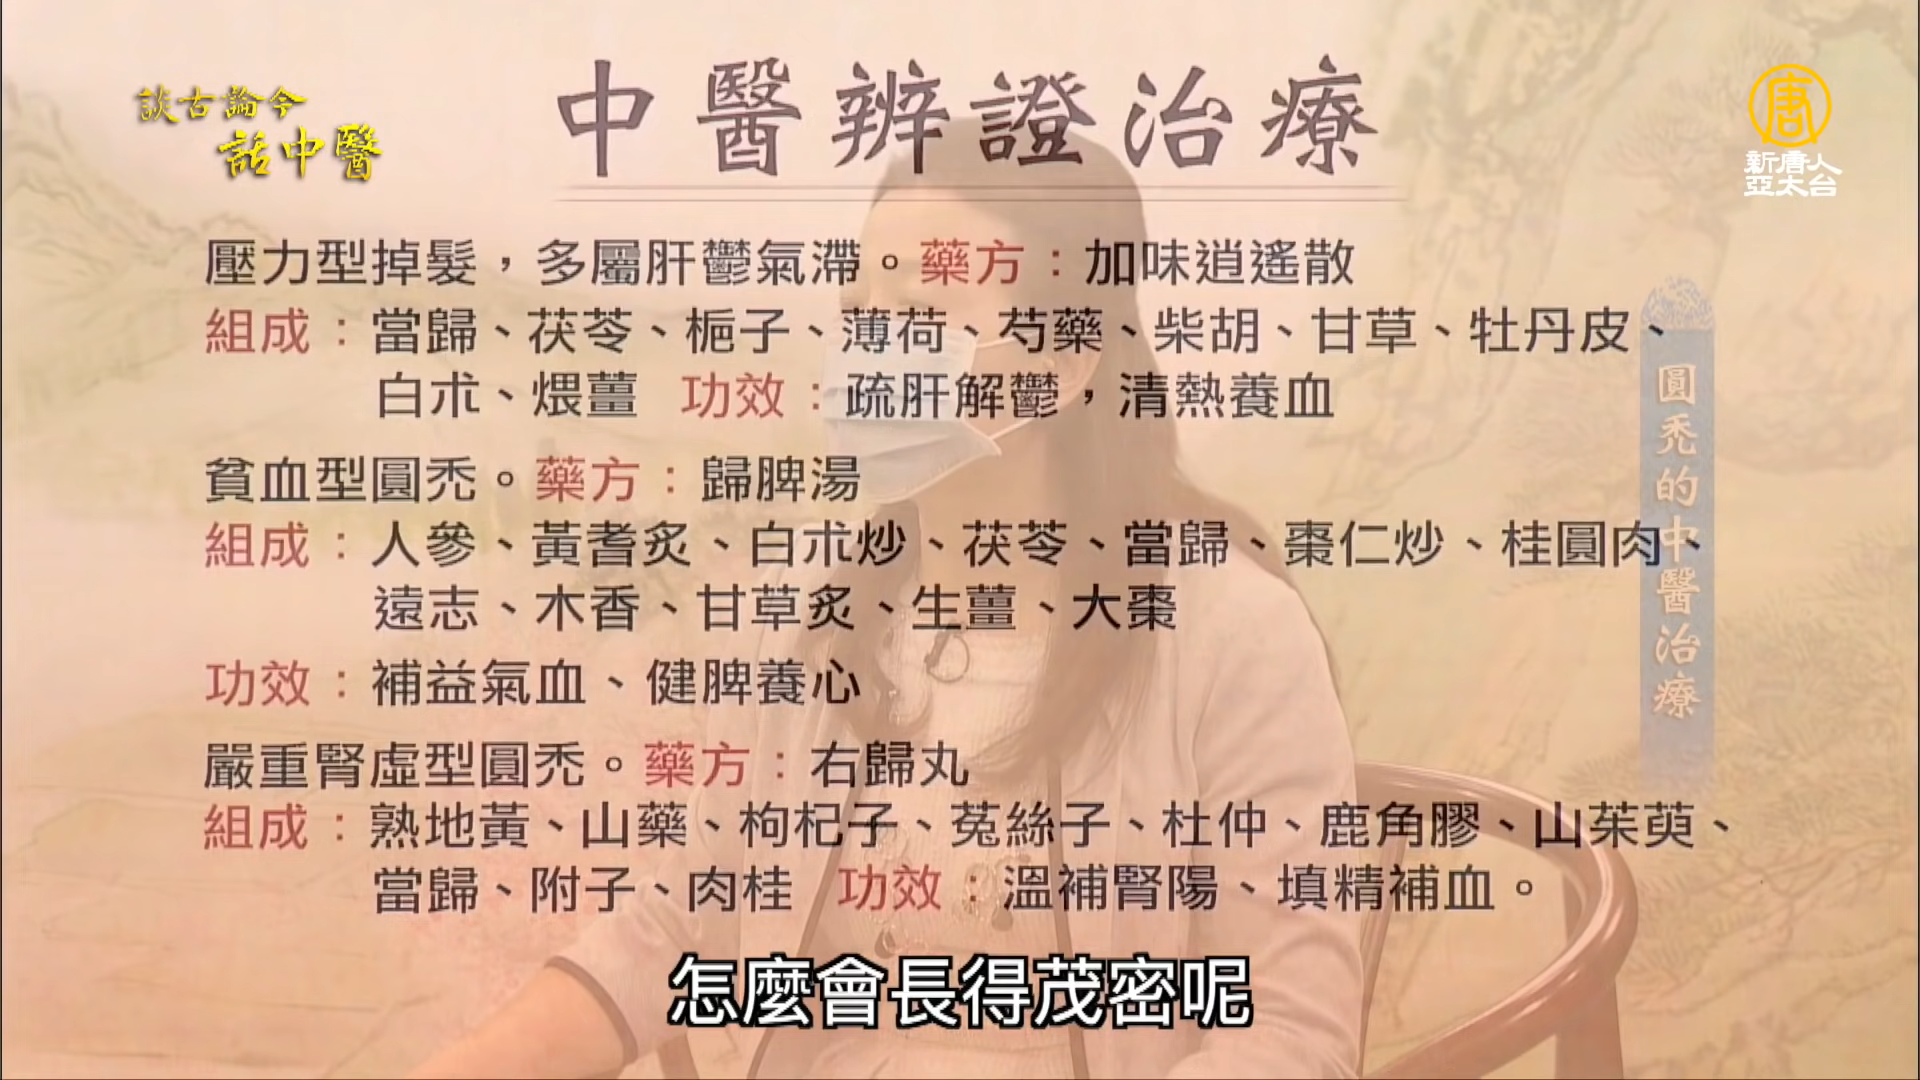 談古論今
話中醫
中醫辨證治療
唐
新唐人
亞太台
壓力型掉髮，多屬肝鬱氣滯。藥方：加味逍遙散
組成：當歸、茯苓、梔子、薄荷、芍藥、柴胡、甘草、牡丹皮、
白朮、煨薑 功效：疏肝解鬱，清熱養血
貧血型圓禿。藥方：歸脾湯
組成：人參、黃耆炙、白朮炒、茯苓、當歸、棗仁炒、桂圓肉、
遠志、木香、甘草炙、生薑、大棗
功效：補益氣血、健脾養心
嚴重腎虛型圓禿。藥方：右歸丸
組成：熟地黃、山藥、枸杞子、菟絲子、杜仲、鹿角膠、山茱萸、
當歸、附子、肉桂 功效：溫補腎陽、填精補血。
圓禿的中醫治療
怎麼會長得茂密呢